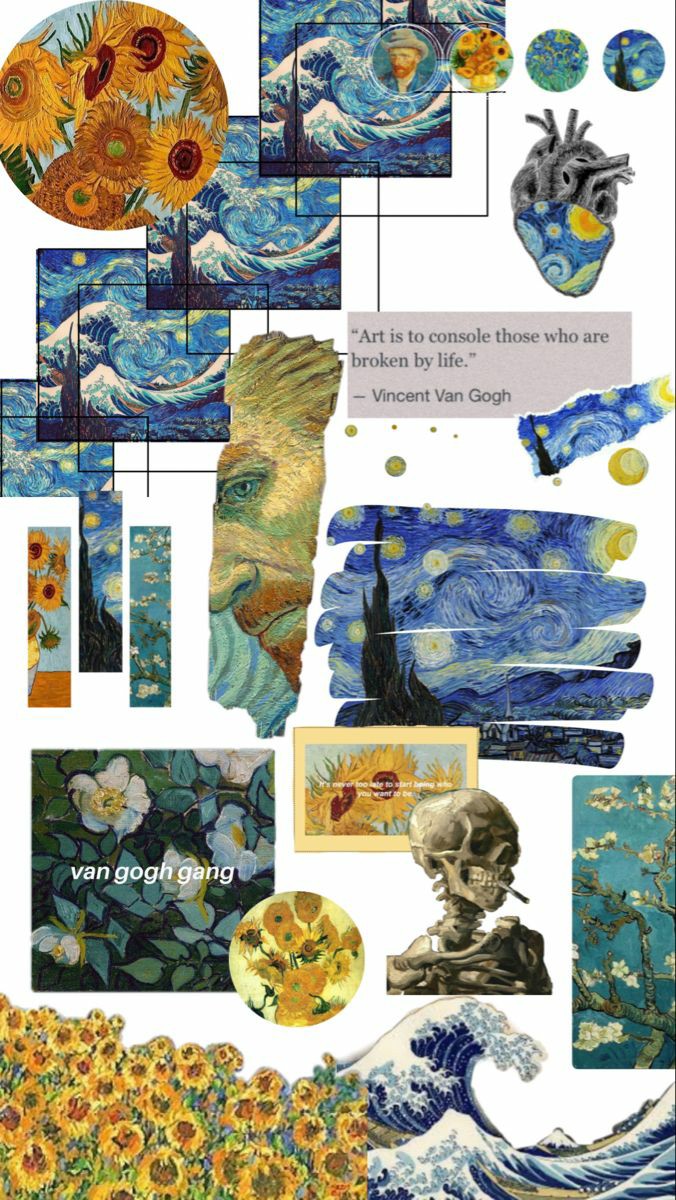 “Art is to console those who are
broken by life.”
— Vincent Van Gogh
It's never too late to start being who
you want to be.
van gogh gang